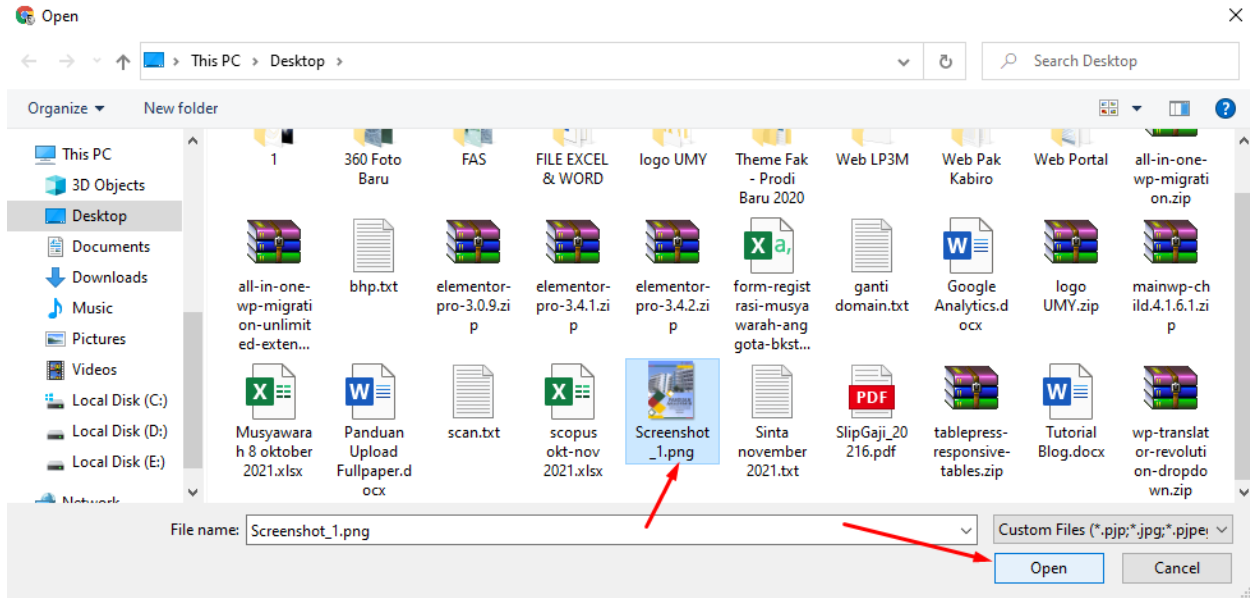 Open
This PC > Desktop >
Search Desktop
Organize
New folder
This PC
3D Objects
Desktop
Documents
Downloads
Music
Pictures
Videos
Local Disk (C:)
Local Disk (D:)
Local Disk (E:)
Network
1
360 Foto
Baru
FAS
FILE EXCEL
& WORD
logo UMY
Theme Fak
- Prodi
Baru 2020
Web LP3M
Web Pak
Kabiro
Web Portal
all-in-one-
wp-migrati
on.zip
all-in-one-
wp-migrati
on-unlimit
ed-exten...
bhp.txt
elementor-
pro-3.0.9.zi
p
elementor-
pro-3.4.1.zi
p
elementor-
pro-3.4.2.zi
p
form-regist
rasi-musya
warah-ang
gota-bkst...
ganti
domain.txt
Google
Analytics.d
ocx
logo
UMY.zip
mainwp-ch
ild.4.1.6.1.zi
p
Musyawara
h 8 oktober
2021.xlsx
Panduan
Upload
Fullpaper.d
ocx
scan.txt
scopus
okt-nov
2021.xlsx
Screenshot
_1.png
Sinta
november
2021.txt
PDF
SlipGaji_20
216.pdf
tablepress-
responsive-
tables.zip
Tutorial
Blog.docx
wp-translat
or-revoluti
on-dropdo
wn.zip
File name: Screenshot_1.png
Custom Files (*.pjp;*.jpg;*.pjpe
Open
Cancel